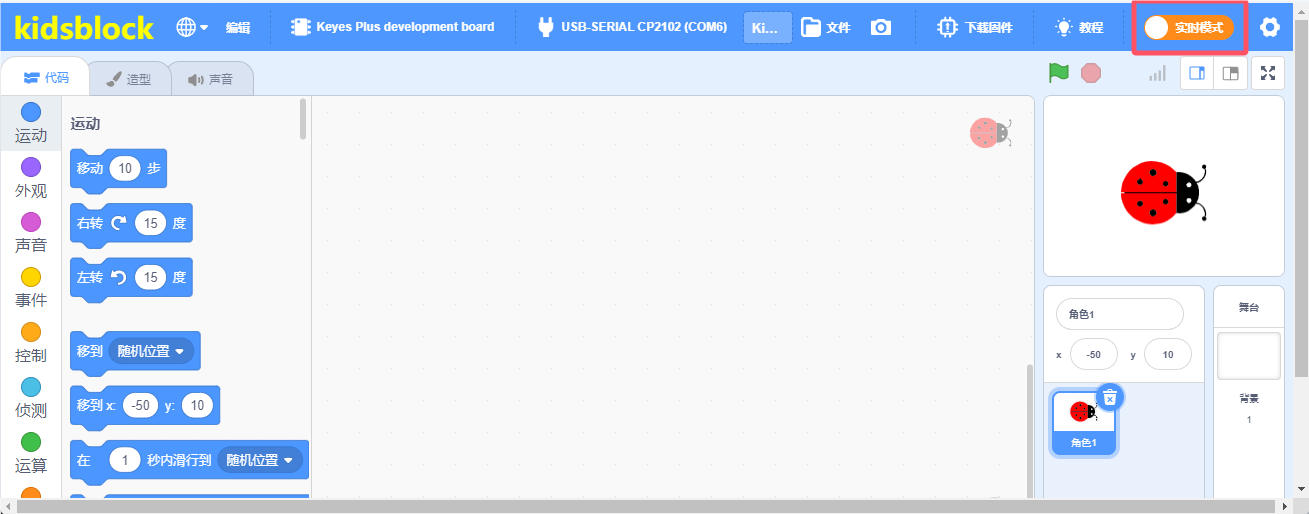 kidsblock 编辑 Keyes Plus development board USB-SERIAL CP2102 (COM6) Ki... 文件 下载固件 教程 实时模式
代码 造型 声音
运动
外观
声音
事件
控制
侦测
运算
运动
移动 10 步
右转 15 度
左转 15 度
移到 随机位置
移到 x: -50 y: 10
在 1 秒内滑行到 随机位置
角色1
x -50 y 10
角色1
舞台
背景
1